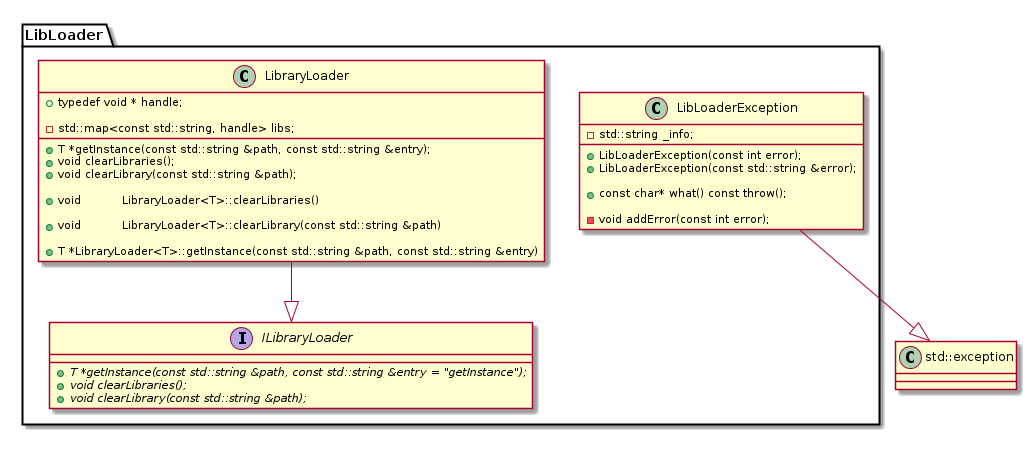 LibLoader
C LibraryLoader
typedef void * handle;
std::map<const std::string, handle> libs;
T *getInstance(const std::string &path, const std::string &entry);
void clearLibraries();
void clearLibrary(const std::string &path);
void LibraryLoader<T>::clearLibraries()
void LibraryLoader<T>::clearLibrary(const std::string &path)
T *LibraryLoader<T>::getInstance(const std::string &path, const std::string &entry)
C LibLoaderException
std::string _info;
LibLoaderException(const int error);
LibLoaderException(const std::string &error);
const char* what() const throw();
void addError(const int error);
I ILibraryLoader
T *getInstance(const std::string &path, const std::string &entry = "getInstance");
void clearLibraries();
void clearLibrary(const std::string &path);
C std::exception